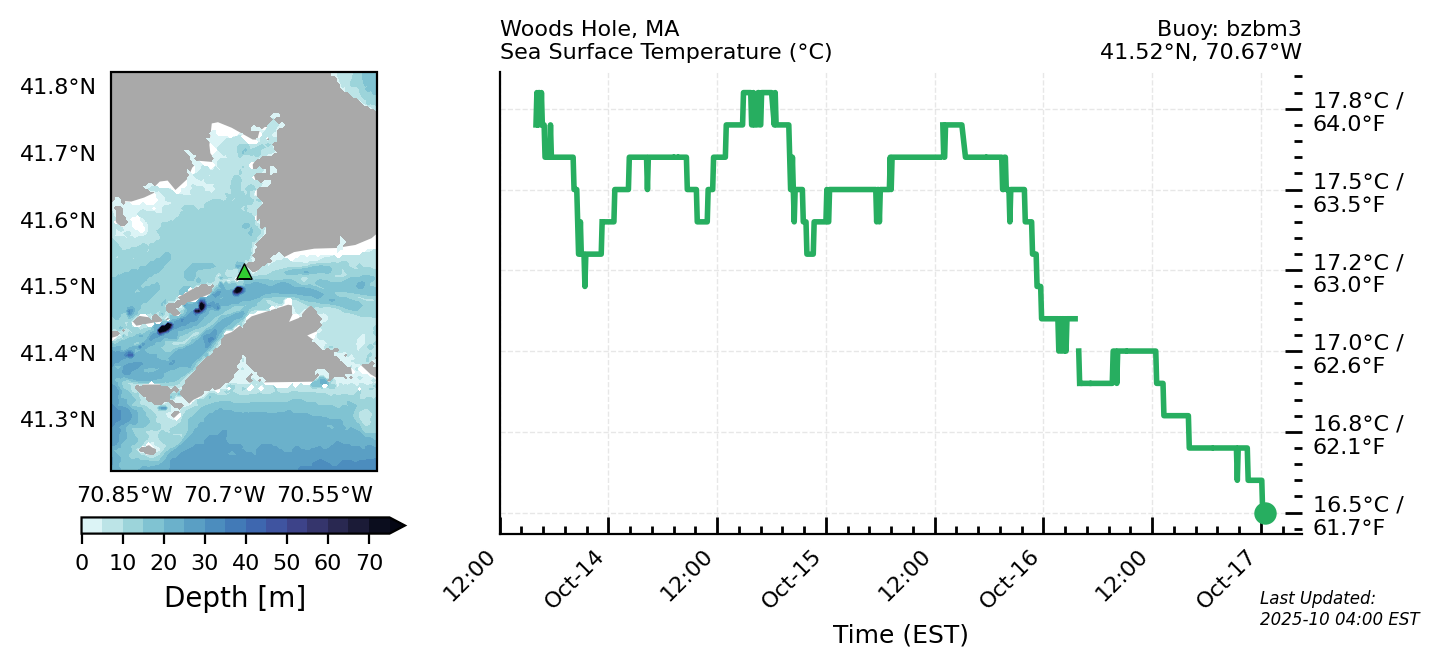 Woods Hole, MA
Sea Surface Temperature (°C)
Buoy: bzbm3
41.52°N, 70.67°W
41.8°N
41.7°N
41.6°N
41.5°N
41.4°N
41.3°N
70.85°W 70.7°W 70.55°W
0 10 20 30 40 50 60 70
Depth [m]
17.8°C /
64.0°F
17.5°C /
63.5°F
17.2°C /
63.0°F
17.0°C /
62.6°F
16.8°C /
62.1°F
16.5°C /
61.7°F
12:00 Oct-14 12:00 Oct-15 12:00 Oct-16 12:00 Oct-17
Time (EST)
Last Updated:
2025-10 04:00 EST